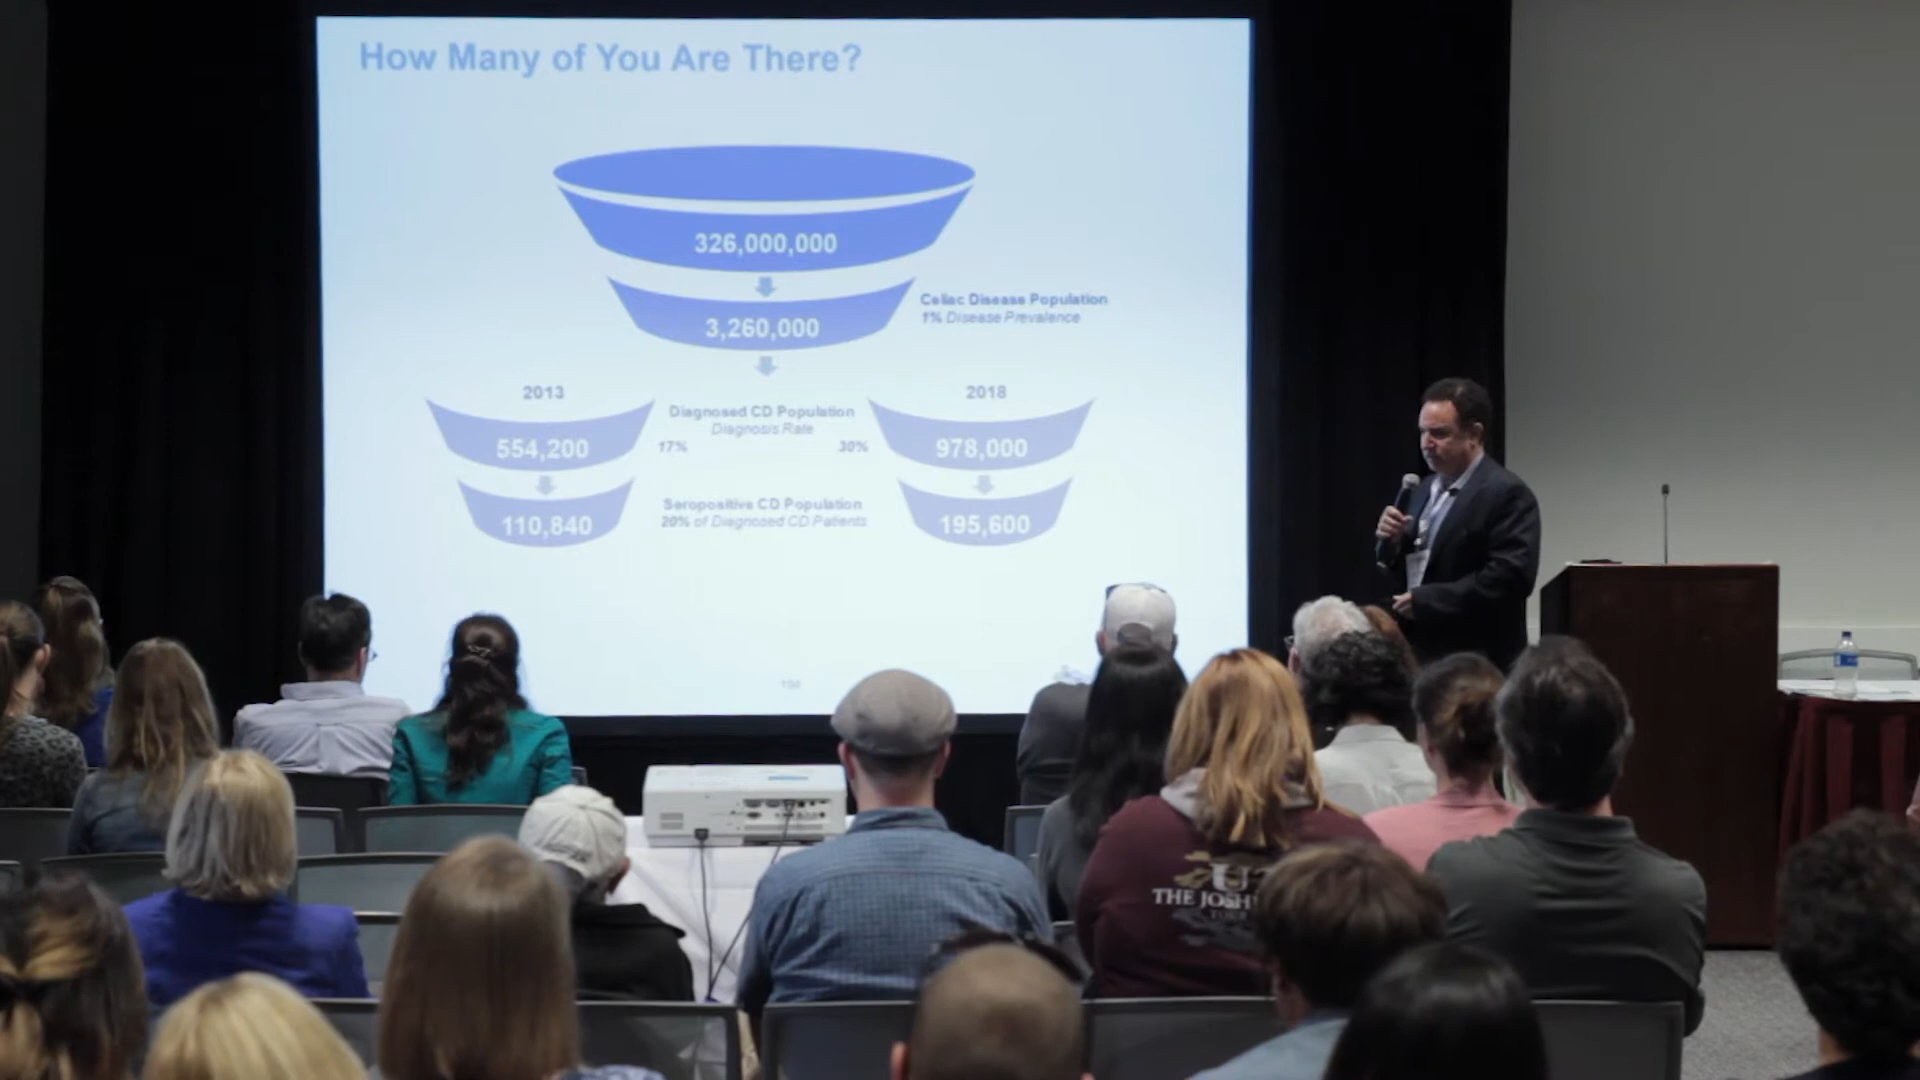 How Many of You Are There?
326,000,000
3,260,000
Celiac Disease Population
1% Disease Prevalence
2013
2018
Diagnosed CD Population
Diagnosis Rate
554,200
17%
30%
978,000
Seropositive CD Population
20% of Diagnosed CD Patients
110,840
195,600
THE JOSH
TOUR